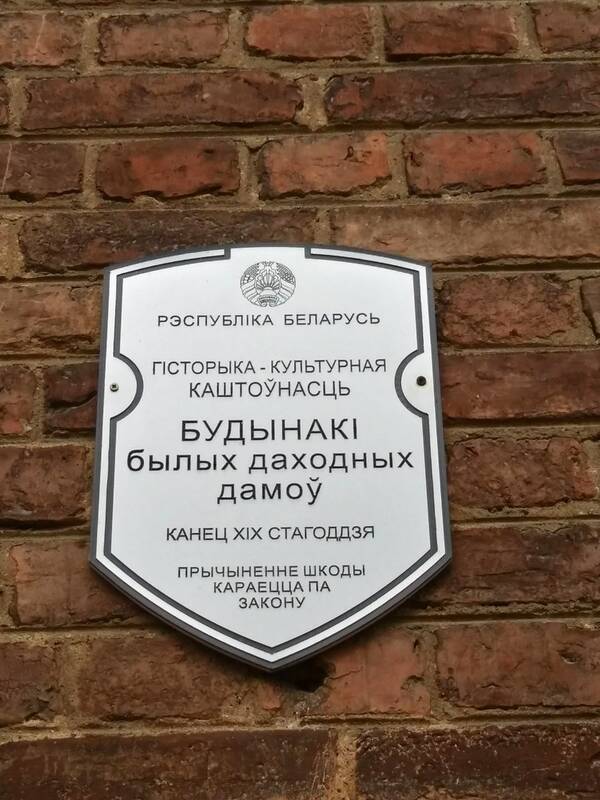 РЭСПУБЛІКА БЕЛАРУСЬ
ГІСТОРЫКА - КУЛЬТУРНАЯ
КАШТОЎНАСЦЬ
БУДЫНАКІ
былых даходных
дамоў
КАНЕЦ XIX СТАГОДДЗЯ
ПРЫЧЫНЕННЕ ШКОДЫ
КАРАЕЦЦА ПА
ЗАКОНУ